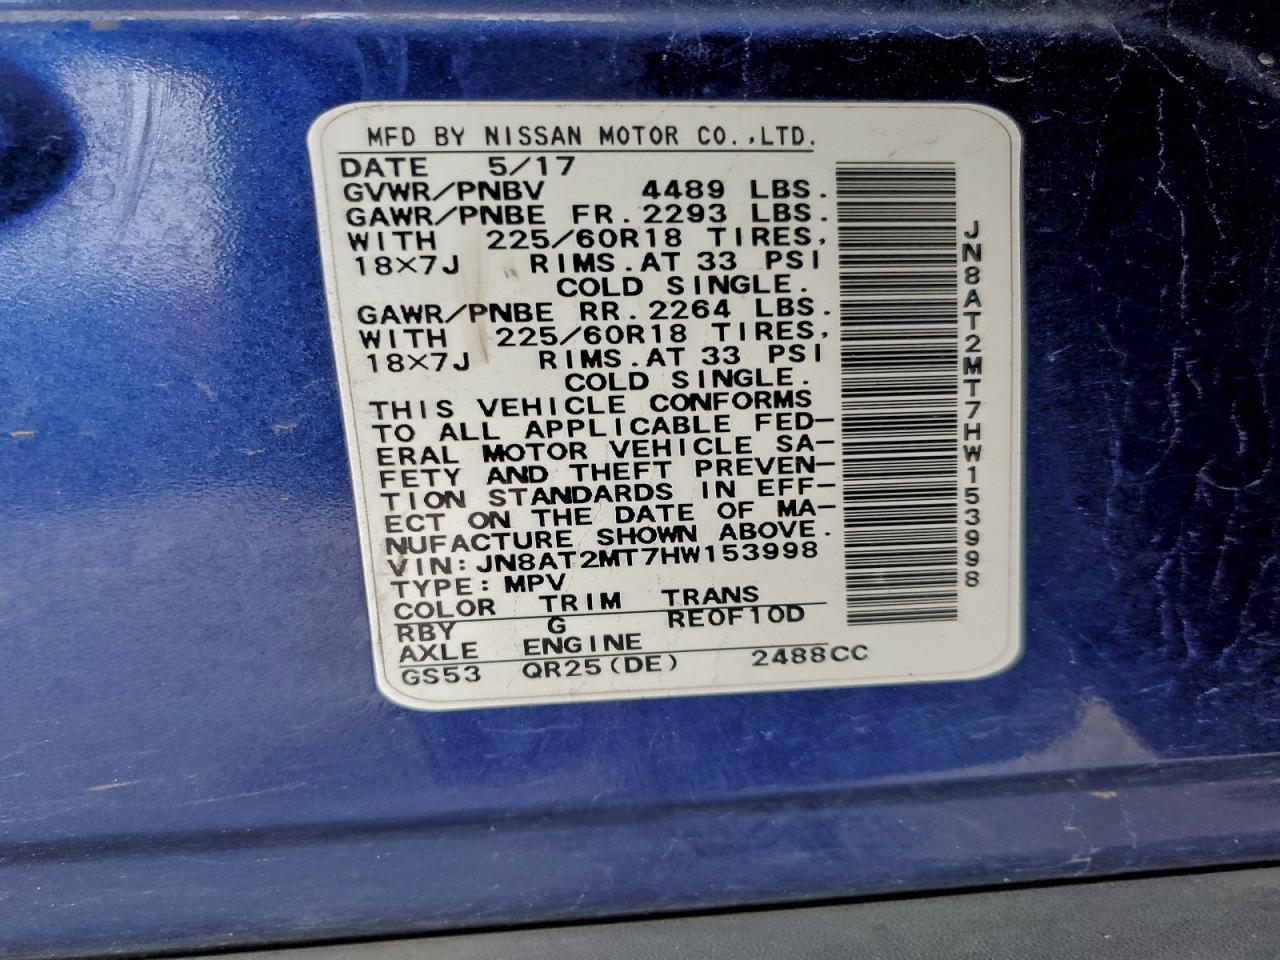 MFD BY NISSAN MOTOR CO.,LTD.
DATE 5/17
GVWR/PNBV 4489 LBS.
GAWR/PNBE FR. 2293 LBS.
WITH 225/60R18 TIRES,
18×7J RIMS.AT 33 PSI
COLD SINGLE.
GAWR/PNBE RR. 2264 LBS.
WITH 225/60R18 TIRES,
18×7J RIMS.AT 33 PSI
COLD SINGLE.
THIS VEHICLE CONFORMS
TO ALL APPLICABLE FED-
ERAL MOTOR VEHICLE SA-
FETY AND THEFT PREVEN-
TION STANDARDS IN EFF-
ECT ON THE DATE OF MA-
NUFACTURE SHOWN ABOVE.
VIN: JN8AT2MT7HW153998
TYPE: MPV
COLOR TRIM TRANS
RBY G RE0F10D
AXLE ENGINE
GS53 QR25(DE) 2488CC
JN8AT2MT7HW153998